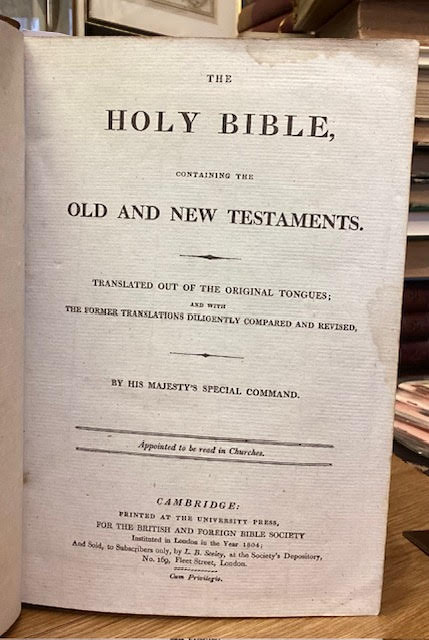 THE
HOLY BIBLE,
CONTAINING THE
OLD AND NEW TESTAMENTS.
TRANSLATED OUT OF THE ORIGINAL TONGUES;
AND WITH
THE FORMER TRANSLATIONS DILIGENTLY COMPARED AND REVISED,
BY HIS MAJESTY'S SPECIAL COMMAND.
Appointed to be read in Churches.
CAMBRIDGE:
PRINTED AT THE UNIVERSITY PRESS,
FOR THE BRITISH AND FOREIGN BIBLE SOCIETY
Instituted in London in the Year 1804;
And Sold, to Subscribers only, by L. B. Seeley, at the Society's Depository,
No. 169, Fleet Street, London.
Cum Privilegio.